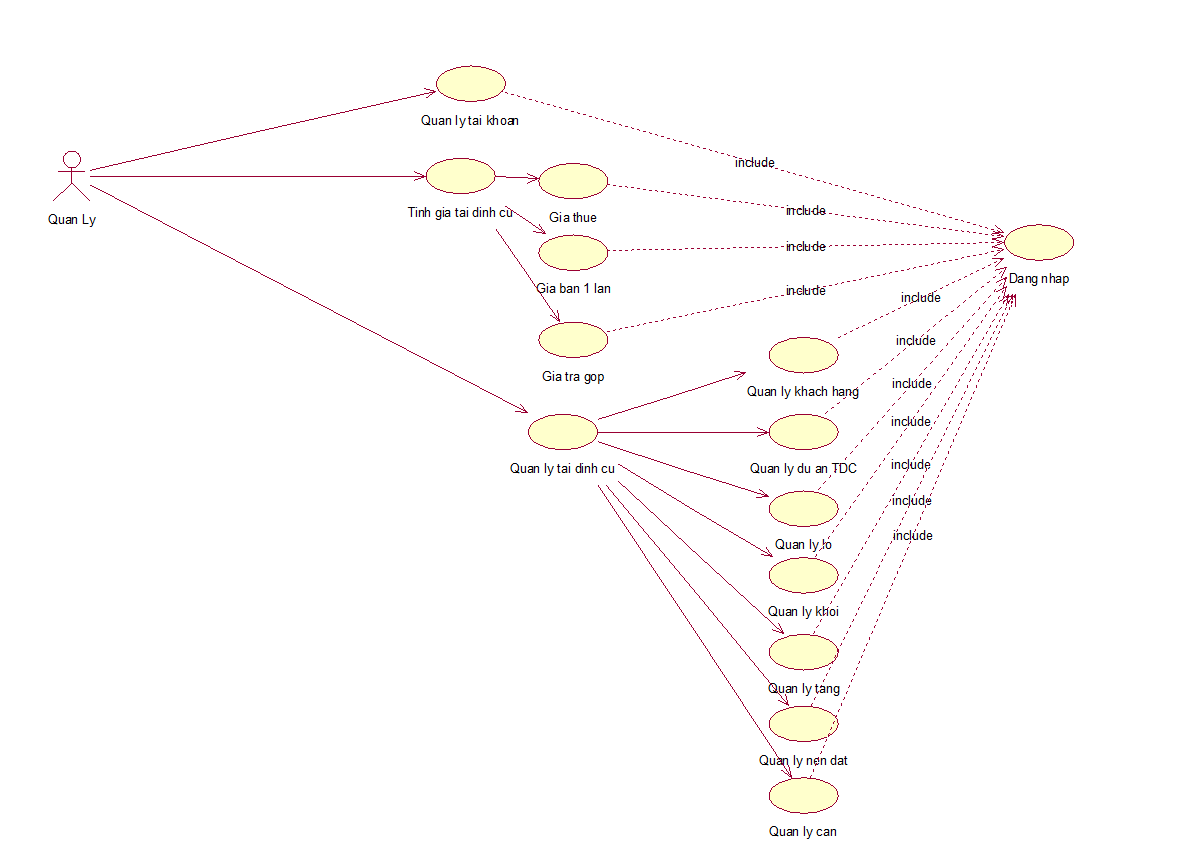 Quan ly tai khoan
include
Quan Ly
Tinh gia tai dinh cu
Gia thue
include
include
Dang nhap
Gia ban 1 lan
include
include
include
Gia tra gop
include
Quan ly khach hang
include
Quan ly tai dinh cu
Quan ly du an TDC
include
include
include
Quan ly lo
Quan ly khoi
Quan ly tang
Quan ly nen dat
Quan ly can